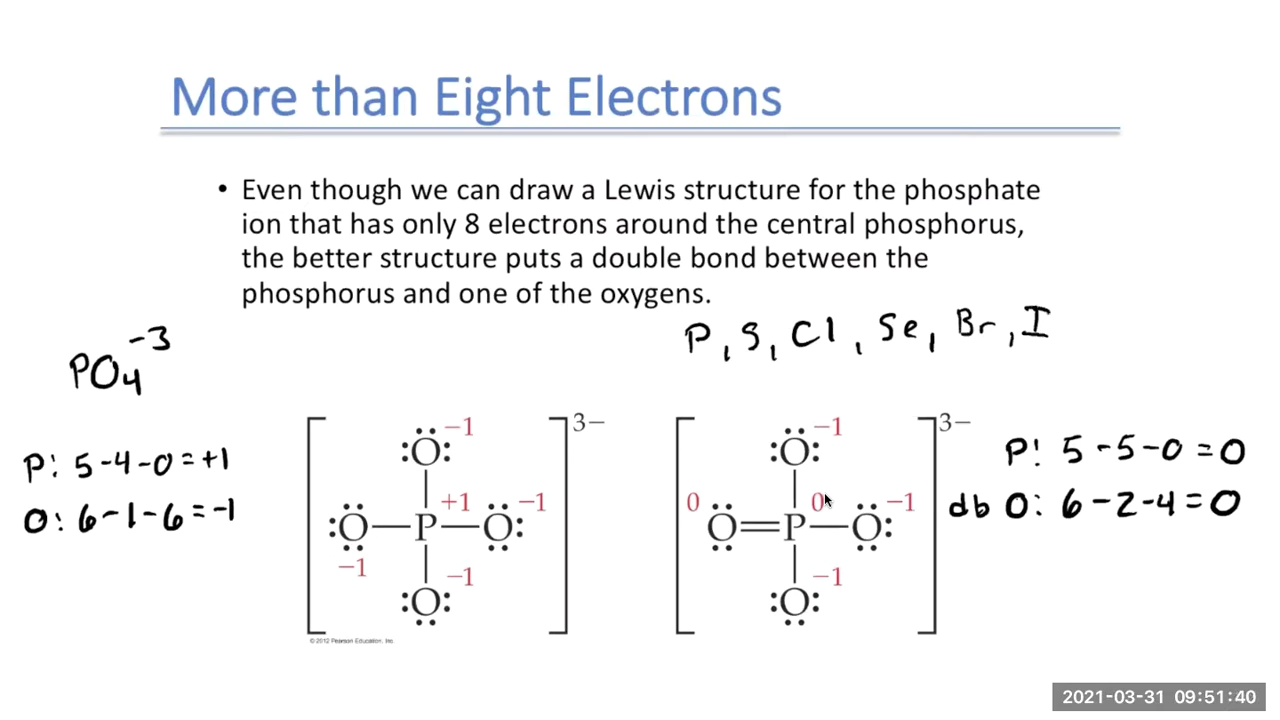 More than Eight Electrons
• Even though we can draw a Lewis structure for the phosphate
ion that has only 8 electrons around the central phosphorus,
the better structure puts a double bond between the
phosphorus and one of the oxygens.
P, S, Cl, Se, Br, I
PO₄⁻³
P: 5-4-0=+1
O: 6-1-6=-1
[ ]3−
:O: −1
+1 −1
:O—P—O:
−1 −1
:O:
© 2012 Pearson Education, Inc.
[ ]3−
:O: −1
0 0 −1
O=P—O:
−1
:O:
P: 5-5-0=0
db O: 6-2-4=0
2021-03-31 09:51:40